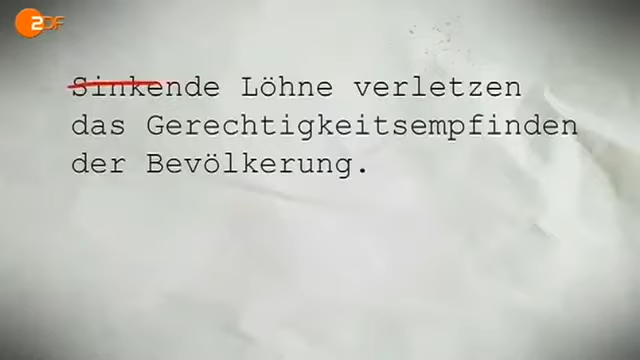 ZDF
Sinkende Löhne verletzen
das Gerechtigkeitsempfinden
der Bevölkerung.